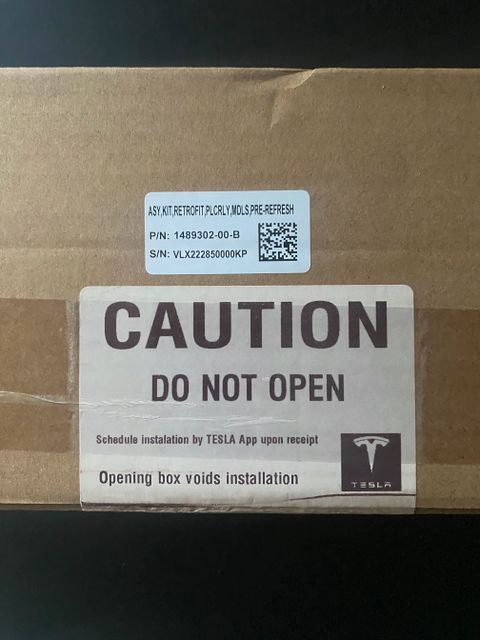 ASY,KIT,RETROFIT,PLCRLY,MDLS,PRE-REFRESH
P/N: 1489302-00-B
S/N: VLX222850000KP
CAUTION
DO NOT OPEN
Schedule instalation by TESLA App upon receipt
Opening box voids installation
TESLA